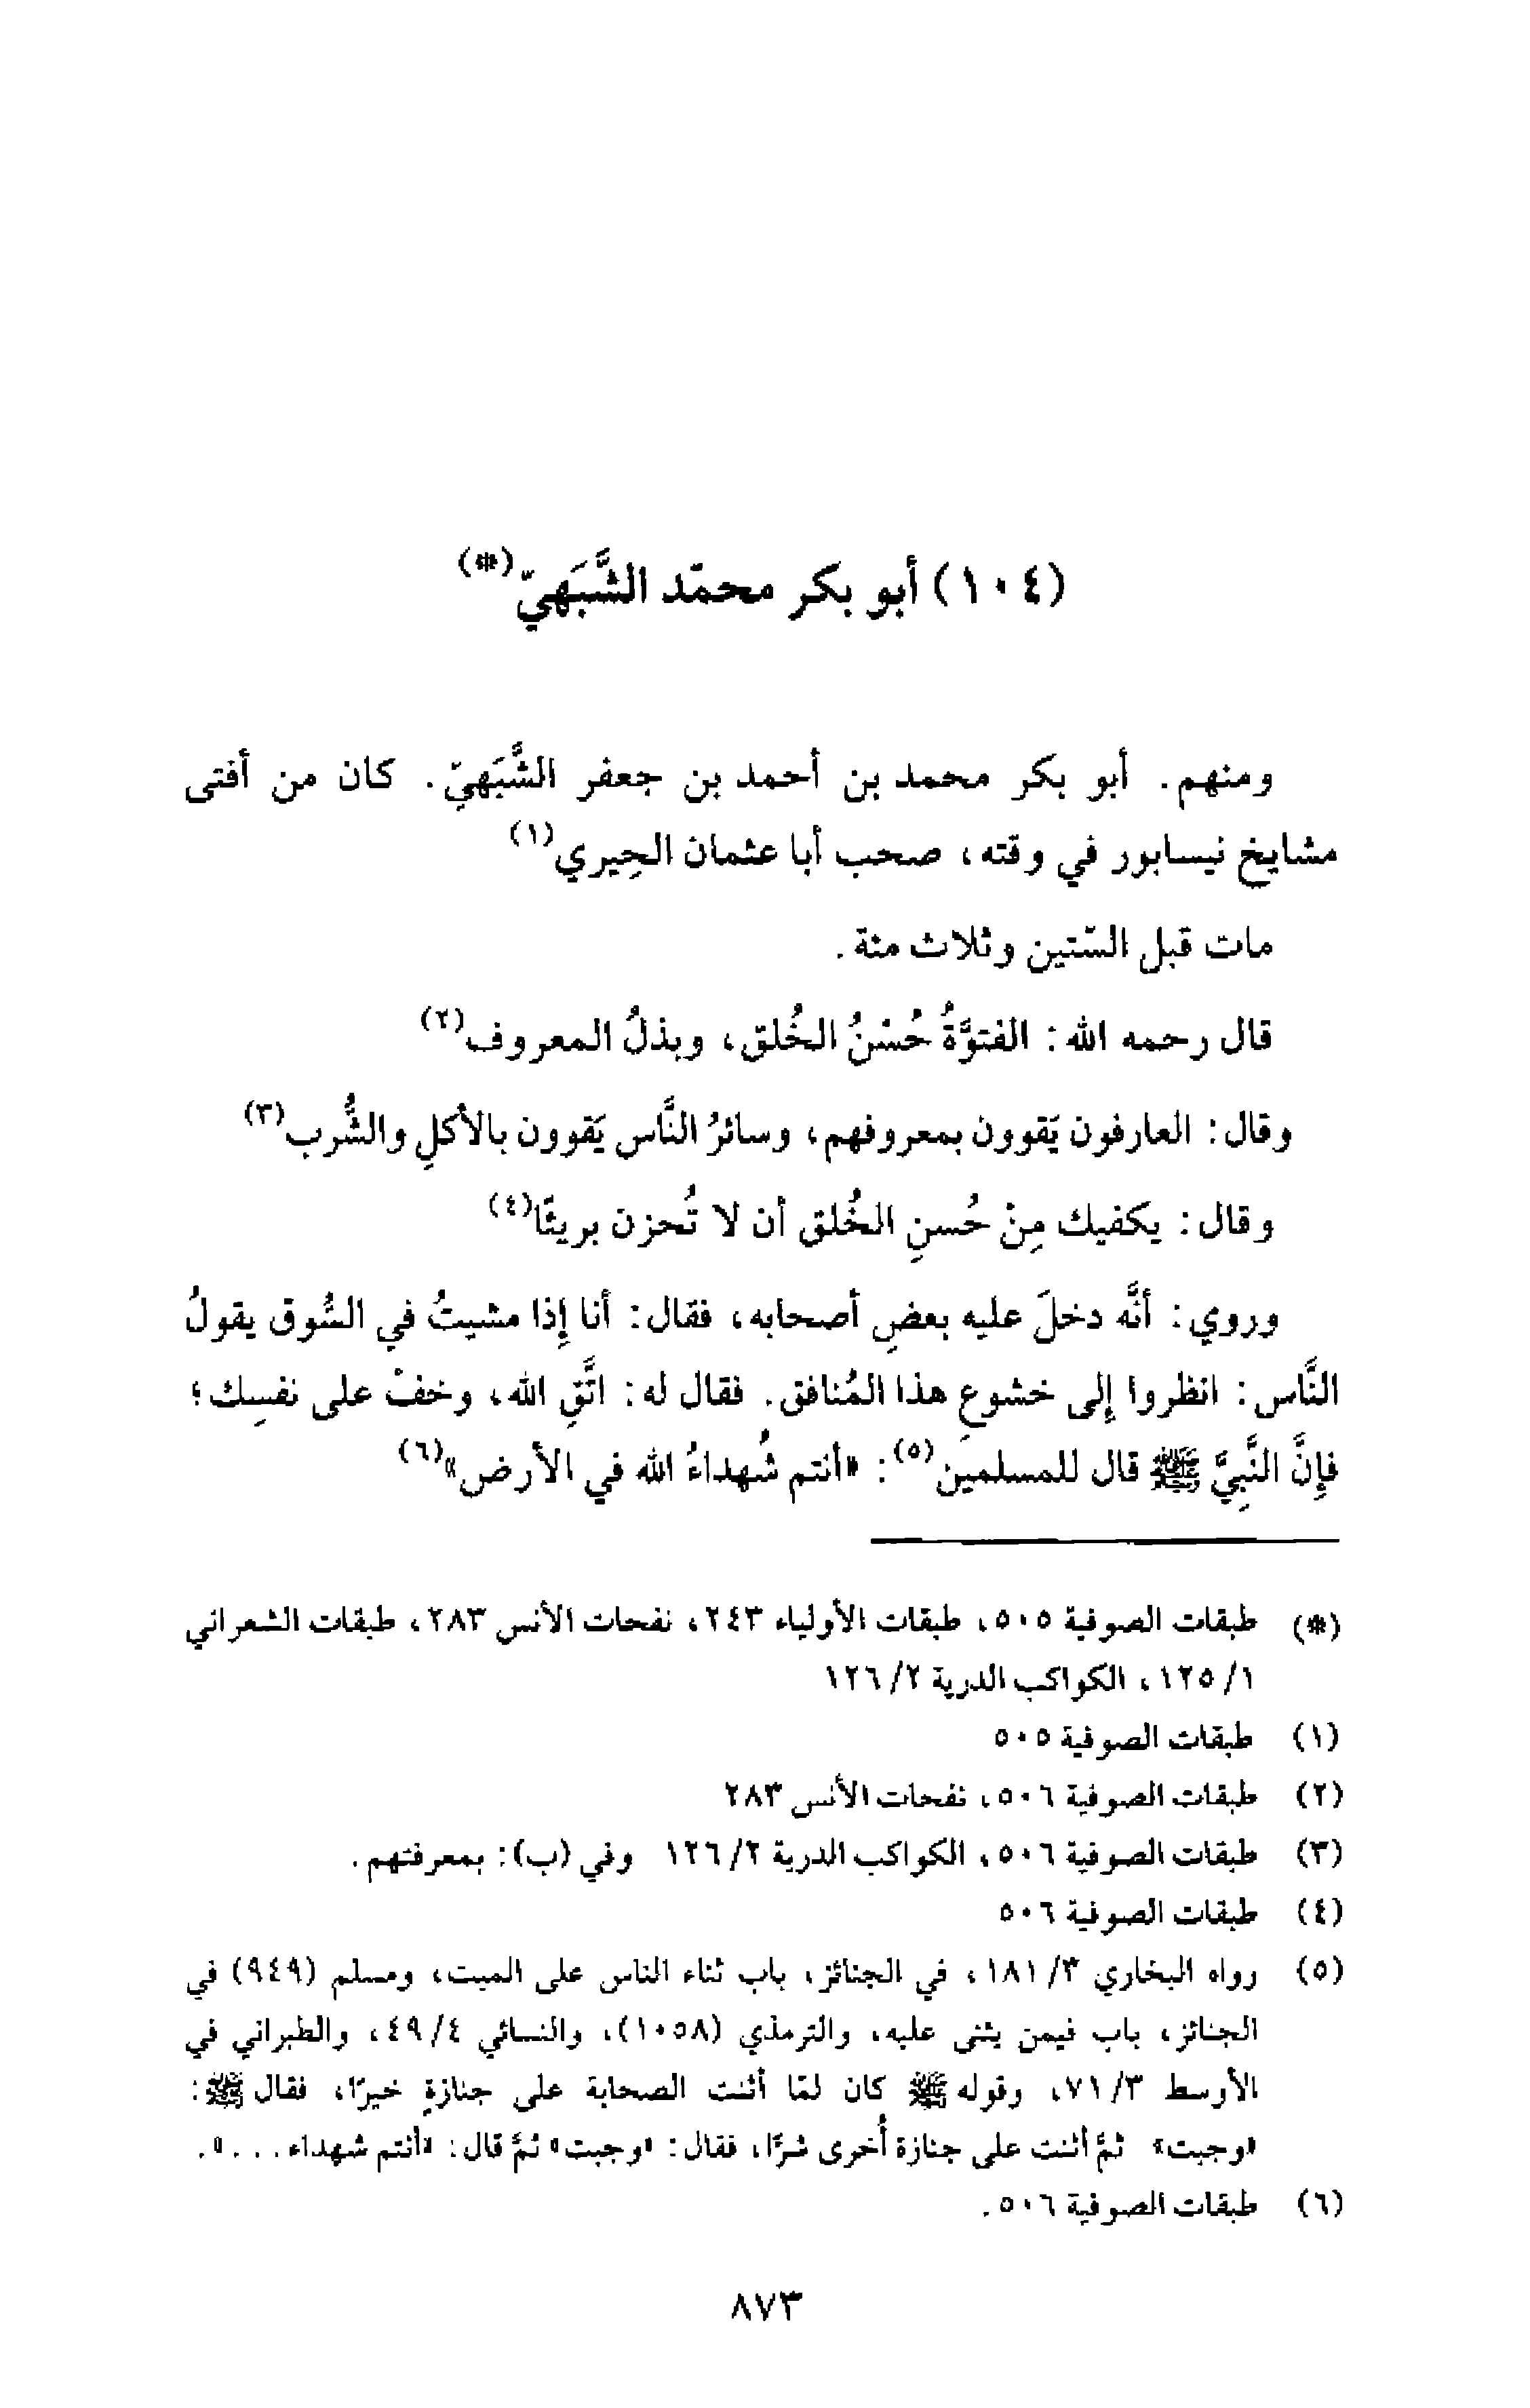 (١٠٤) أبو بكر محمّد الشَّبَهيّ(*)
ومنهم. أبو بكر محمد بن أحمد بن جعفر الشَّبَهيّ. كان من أفتى
مشايخ نيسابور في وقته، صحب أبا عثمان الحِيري(١)
مات قبل السّتين وثلاث مئة.
قال رحمه الله: الفتوَّةُ حُسْنُ الخُلق، وبذلُ المعروف(٢)
وقال: العارفون يَقوون بمعروفهم، وسائرُ النَّاس يَقوون بالأكلِ والشُّرب(٣)
وقال: يكفيك مِنْ حُسنِ الخُلق أن لا تُحزن بريئًا(٤)
وروي: أنَّه دخلَ عليه بعضِ أصحابه، فقال: أنا إذا مشيتُ في السُّوق يقولُ
النَّاس: انظروا إلى خشوعِ هذا المُنافق. فقال له: اتَّقِ الله، وخفْ على نفسِك؛
فإنَّ النَّبِيَّ ﷺ قال للمسلمين(٥): «أنتم شُهداءُ الله في الأرض»(٦)
(*) طبقات الصوفية ٥٠٥، طبقات الأولياء ٢٤٣، نفحات الأنس ٢٨٣، طبقات الشعراني
١/ ١٢٥، الكواكب الدرية ٢/ ١٢٦
(١) طبقات الصوفية ٥٠٥
(٢) طبقات الصوفية ٥٠٦، نفحات الأنس ٢٨٣
(٣) طبقات الصوفية ٥٠٦، الكواكب الدرية ٢/ ١٢٦ وفي (ب): بمعرفتهم.
(٤) طبقات الصوفية ٥٠٦
(٥) رواه البخاري ٣/ ١٨١، في الجنائز، باب ثناء الناس على الميت، ومسلم (٩٤٩) في
الجنائز، باب فيمن يثنى عليه، والترمذي (١٠٥٨)، والنسائي ٤/ ٤٩، والطبراني في
الأوسط ٣/ ٧١، وقوله ﷺ كان لمّا أثنت الصحابة على جنازةٍ خيرًا، فقال ﷺ:
«وجبت» ثمَّ أثنت على جنازة أُخرى شرًّا، فقال: «وجبت» ثمَّ قال: «أنتم شهداء...».
(٦) طبقات الصوفية ٥٠٦.
٨٧٣